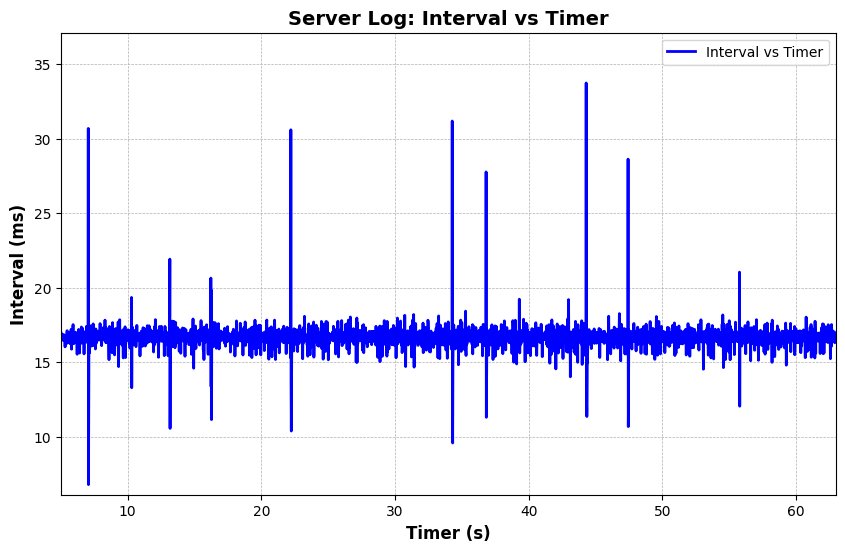 Server Log: Interval vs Timer
Interval vs Timer
35
30
25
20
15
10
Interval (ms)
10 20 30 40 50 60
Timer (s)